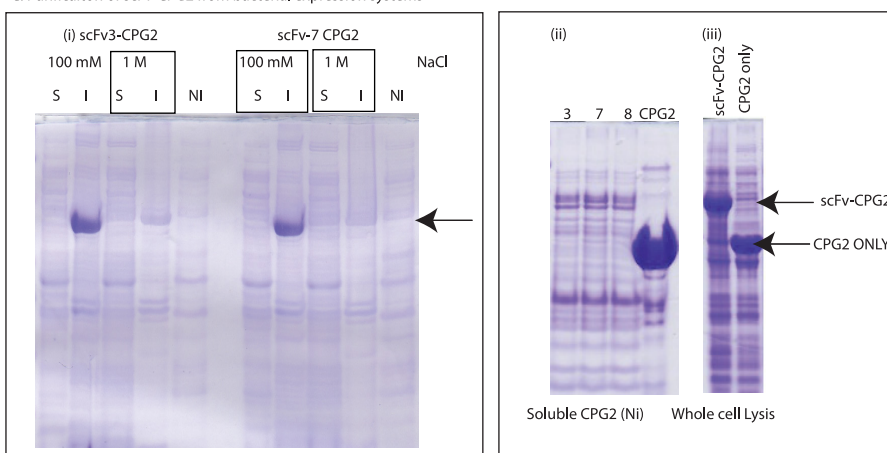 (i) scFv3-CPG2 scFv-7 CPG2
100 mM 1 M 100 mM 1 M NaCl
S I S I NI S I S I NI
(ii)
3 7 8 CPG2
Soluble CPG2 (Ni)
(iii)
scFv-CPG2
CPG2 only
scFv-CPG2
CPG2 ONLY
Whole cell Lysis